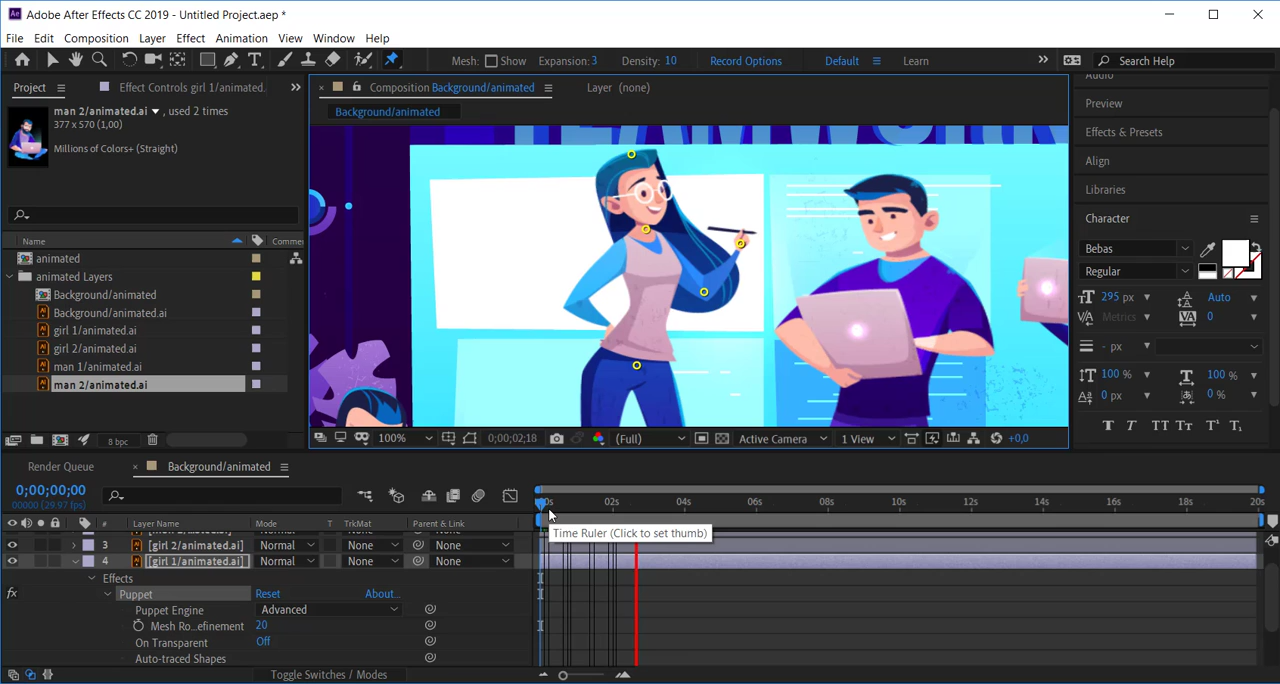 Adobe After Effects CC 2019 - Untitled Project.aep *
File Edit Composition Layer Effect Animation View Window Help
Mesh: Show Expansion: 3 Density: 10 Record Options Default Learn Search Help
Project Effect Controls girl 1/animated.
Composition Background/animated Layer (none)
Background/animated
man 2/animated.ai , used 2 times
377 x 570 (1,00)
Millions of Colors+ (Straight)
Name Comme
animated
animated Layers
Background/animated
Background/animated.ai
girl 1/animated.ai
girl 2/animated.ai
man 1/animated.ai
man 2/animated.ai
8 bpc
TEAMWORK
100% 0;00;02;18 (Full) Active Camera 1 View +0,0
Audio
Preview
Effects & Presets
Align
Libraries
Character
Bebas
Regular
295 px Auto
Metrics 0
- px
100 % 100 %
0 px 0 %
T T TT Tt T¹ T₁
Render Queue Background/animated
0;00;00;00
00000 (29.97 fps)
0s 02s 04s 06s 08s 10s 12s 14s 16s 18s 20s
# Layer Name Mode T TrkMat Parent & Link
Time Ruler (Click to set thumb)
3 [girl 2/animated.ai] Normal None None
4 [girl 1/animated.ai] Normal None None
Effects
fx Puppet Reset About...
Puppet Engine Advanced
Mesh Ro...efinement 20
On Transparent Off
Auto-traced Shapes
Toggle Switches / Modes